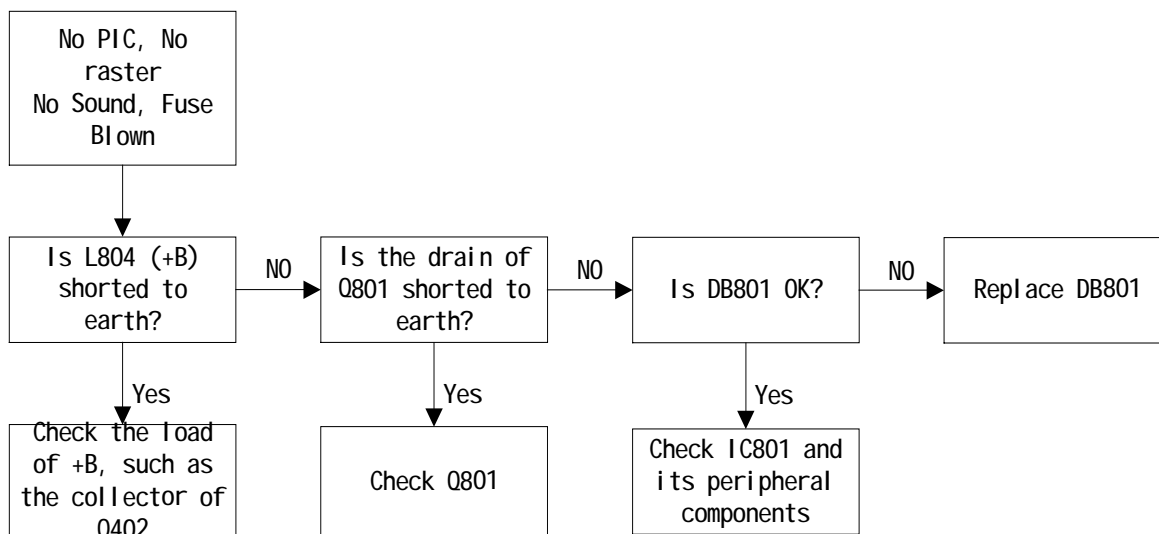 No PIC, No
raster
No Sound, Fuse
Blown
Is L804 (+B)
shorted to
earth?
NO
Is the drain of
Q801 shorted to
earth?
NO
Is DB801 OK?
NO
Replace DB801
Yes
Yes
Yes
Check the load
of +B, such as
the collector of
Q402
Check Q801
Check IC801 and
its peripheral
components